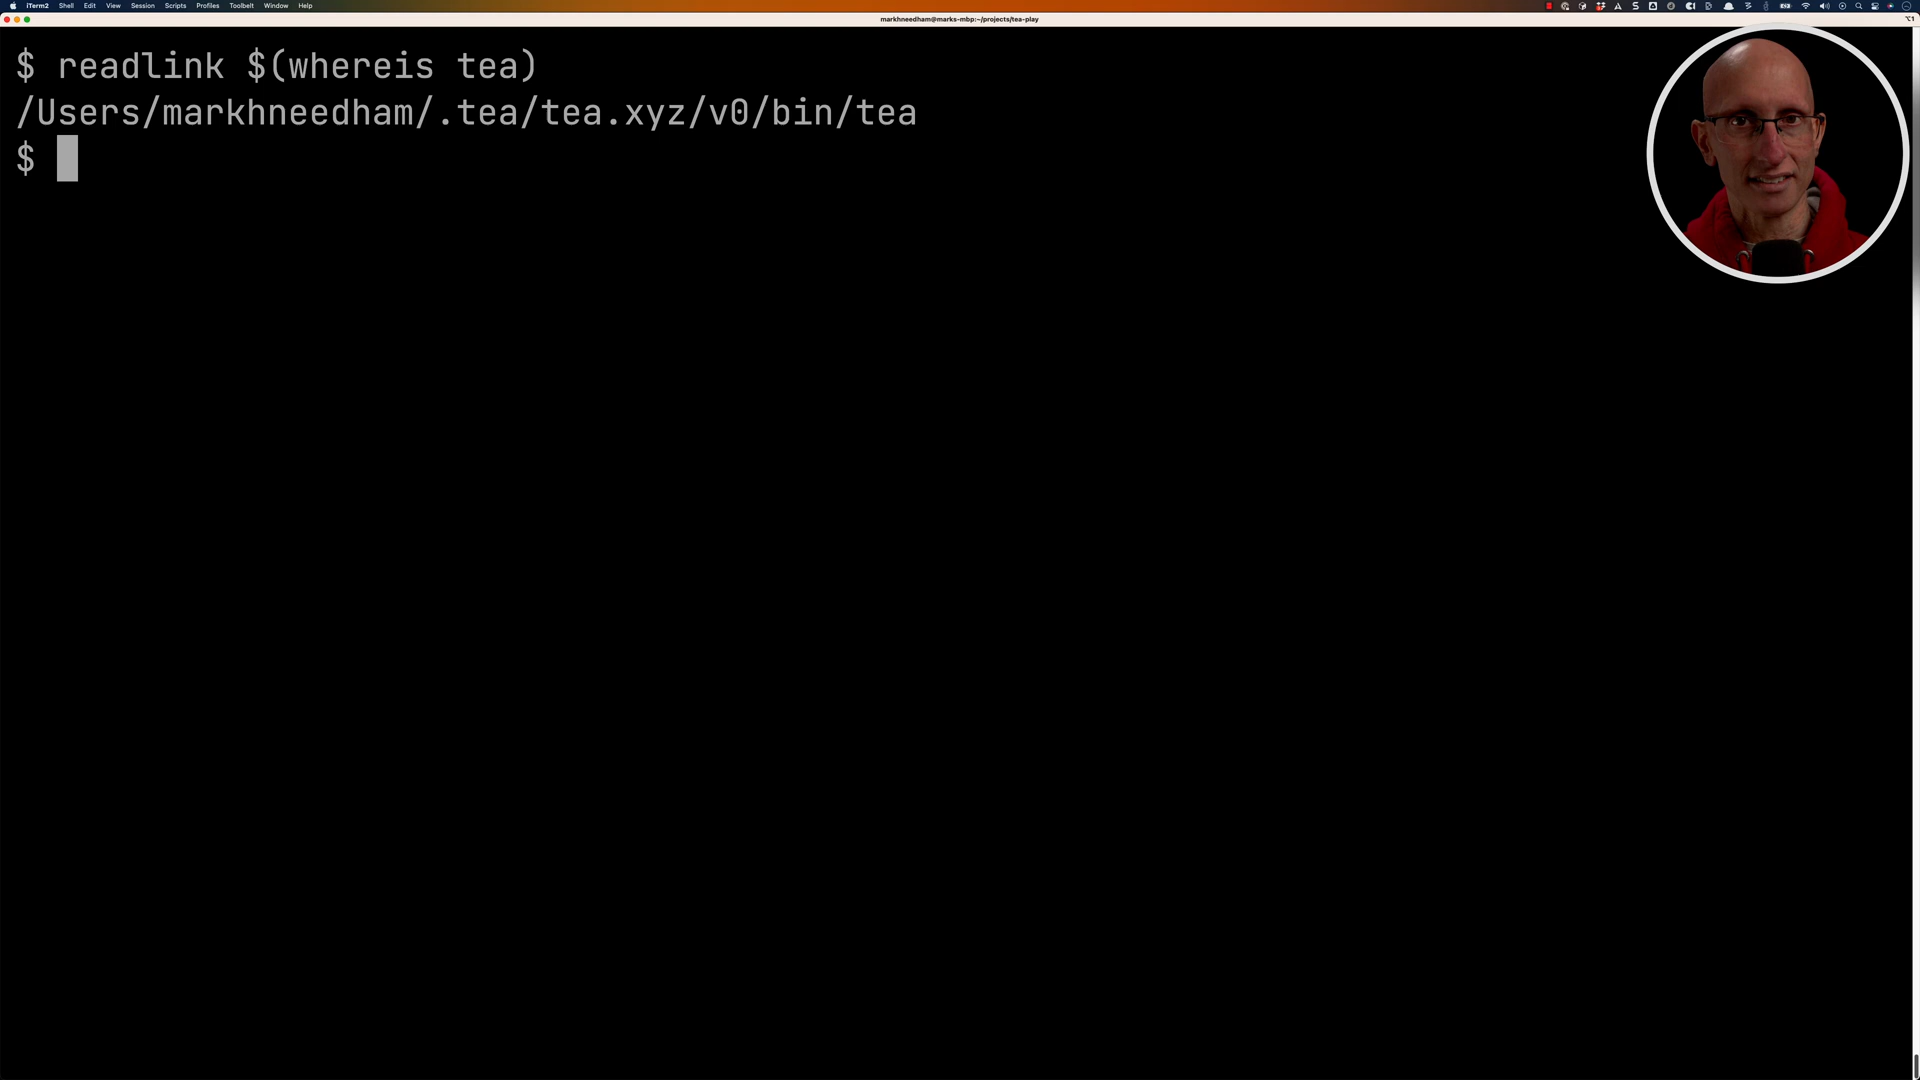 iTerm2 Shell Edit View Session Scripts Profiles Toolbelt Window Help
markhneedham@marks-mbp:~/projects/tea-play
⌥1
$ readlink $(whereis tea)
/Users/markhneedham/.tea/tea.xyz/v0/bin/tea
$